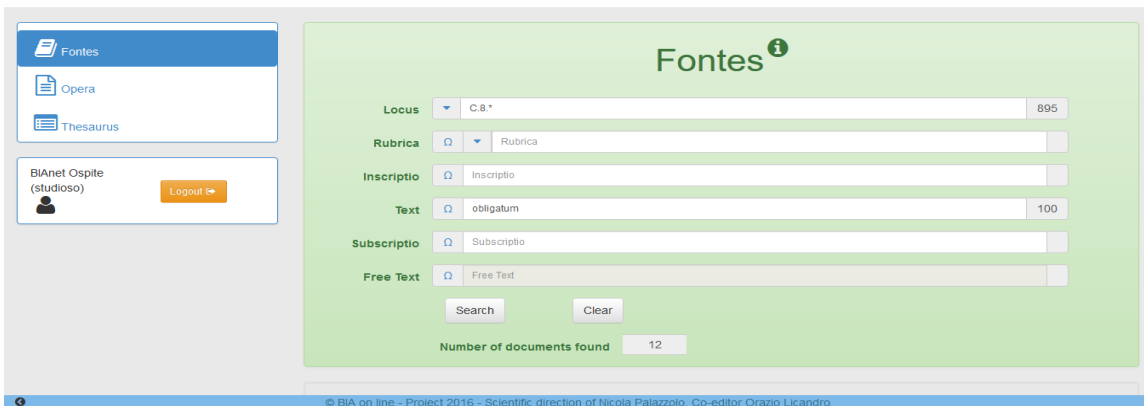 Fontes
Opera
Thesaurus
BIAnet Ospite
(studioso)
Logout
Fontes
Locus C.8.* 895
Rubrica Ω Rubrica
Inscriptio Ω Inscriptio
Text Ω obligatum 100
Subscriptio Ω Subscriptio
Free Text Ω Free Text
Search Clear
Number of documents found 12
© BIA on line - Project 2016 - Scientific direction of Nicola Palazzolo, Co-editor Orazio Licandro